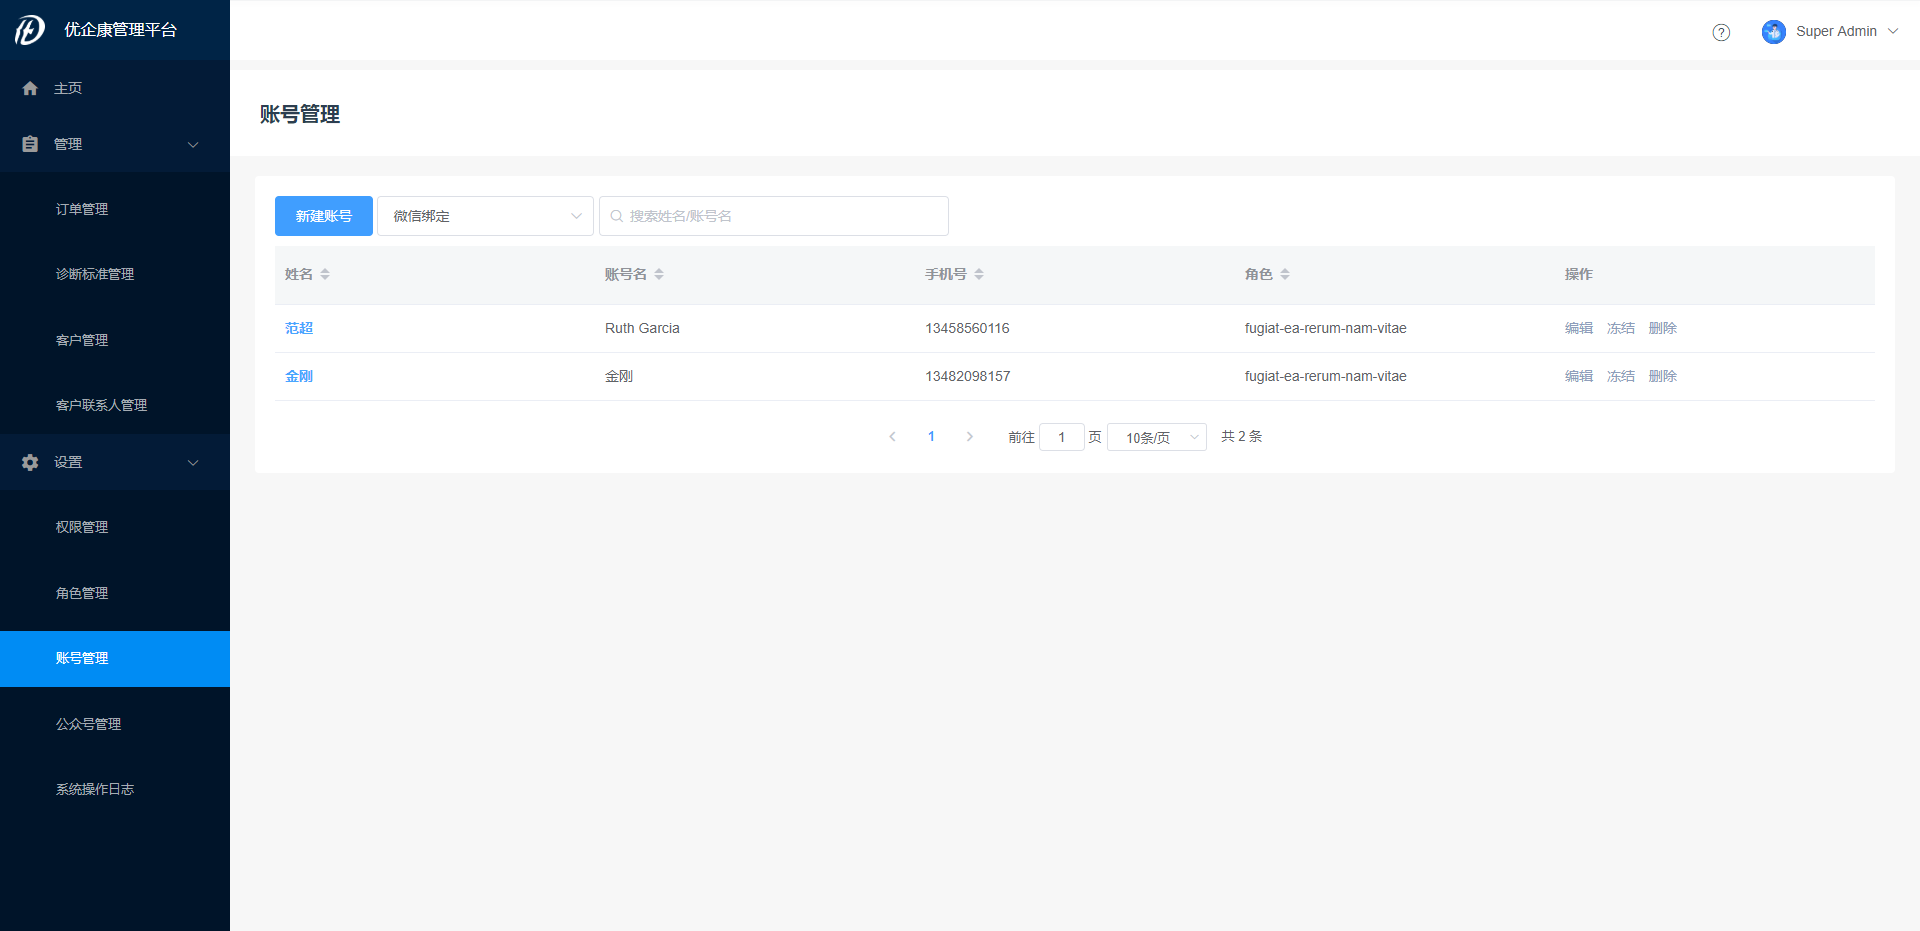 优企康管理平台
Super Admin
主页
管理
订单管理
诊断标准管理
客户管理
客户联系人管理
设置
权限管理
角色管理
账号管理
公众号管理
系统操作日志
账号管理
新建账号 微信绑定 搜索姓名/账号名
姓名 账号名 手机号 角色 操作
范超 Ruth Garcia 13458560116 fugiat-ea-rerum-nam-vitae 编辑 冻结 删除
金刚 金刚 13482098157 fugiat-ea-rerum-nam-vitae 编辑 冻结 删除
1 前往 1 页 10条/页 共 2 条